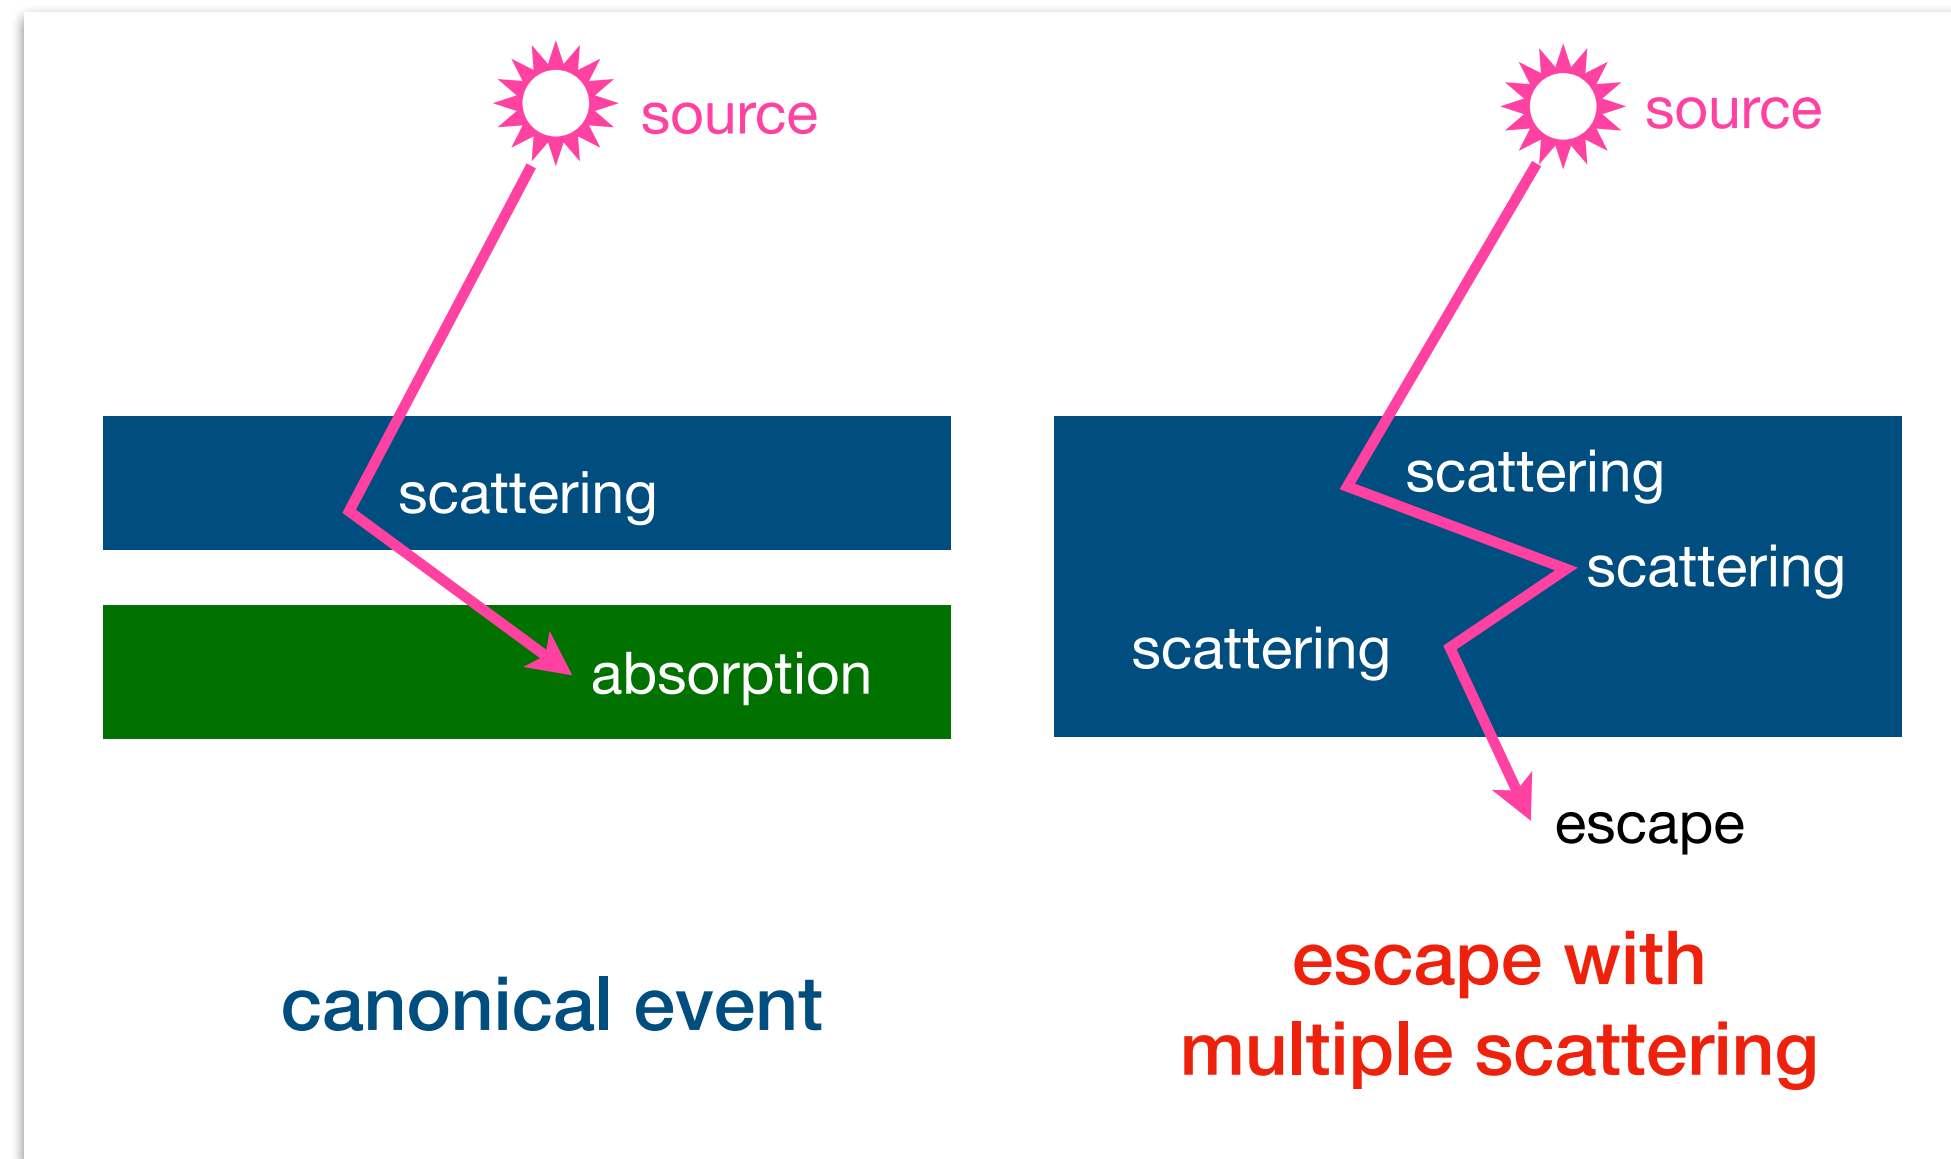 source
scattering
absorption
canonical event
source
scattering
scattering
scattering
escape
escape with
multiple scattering